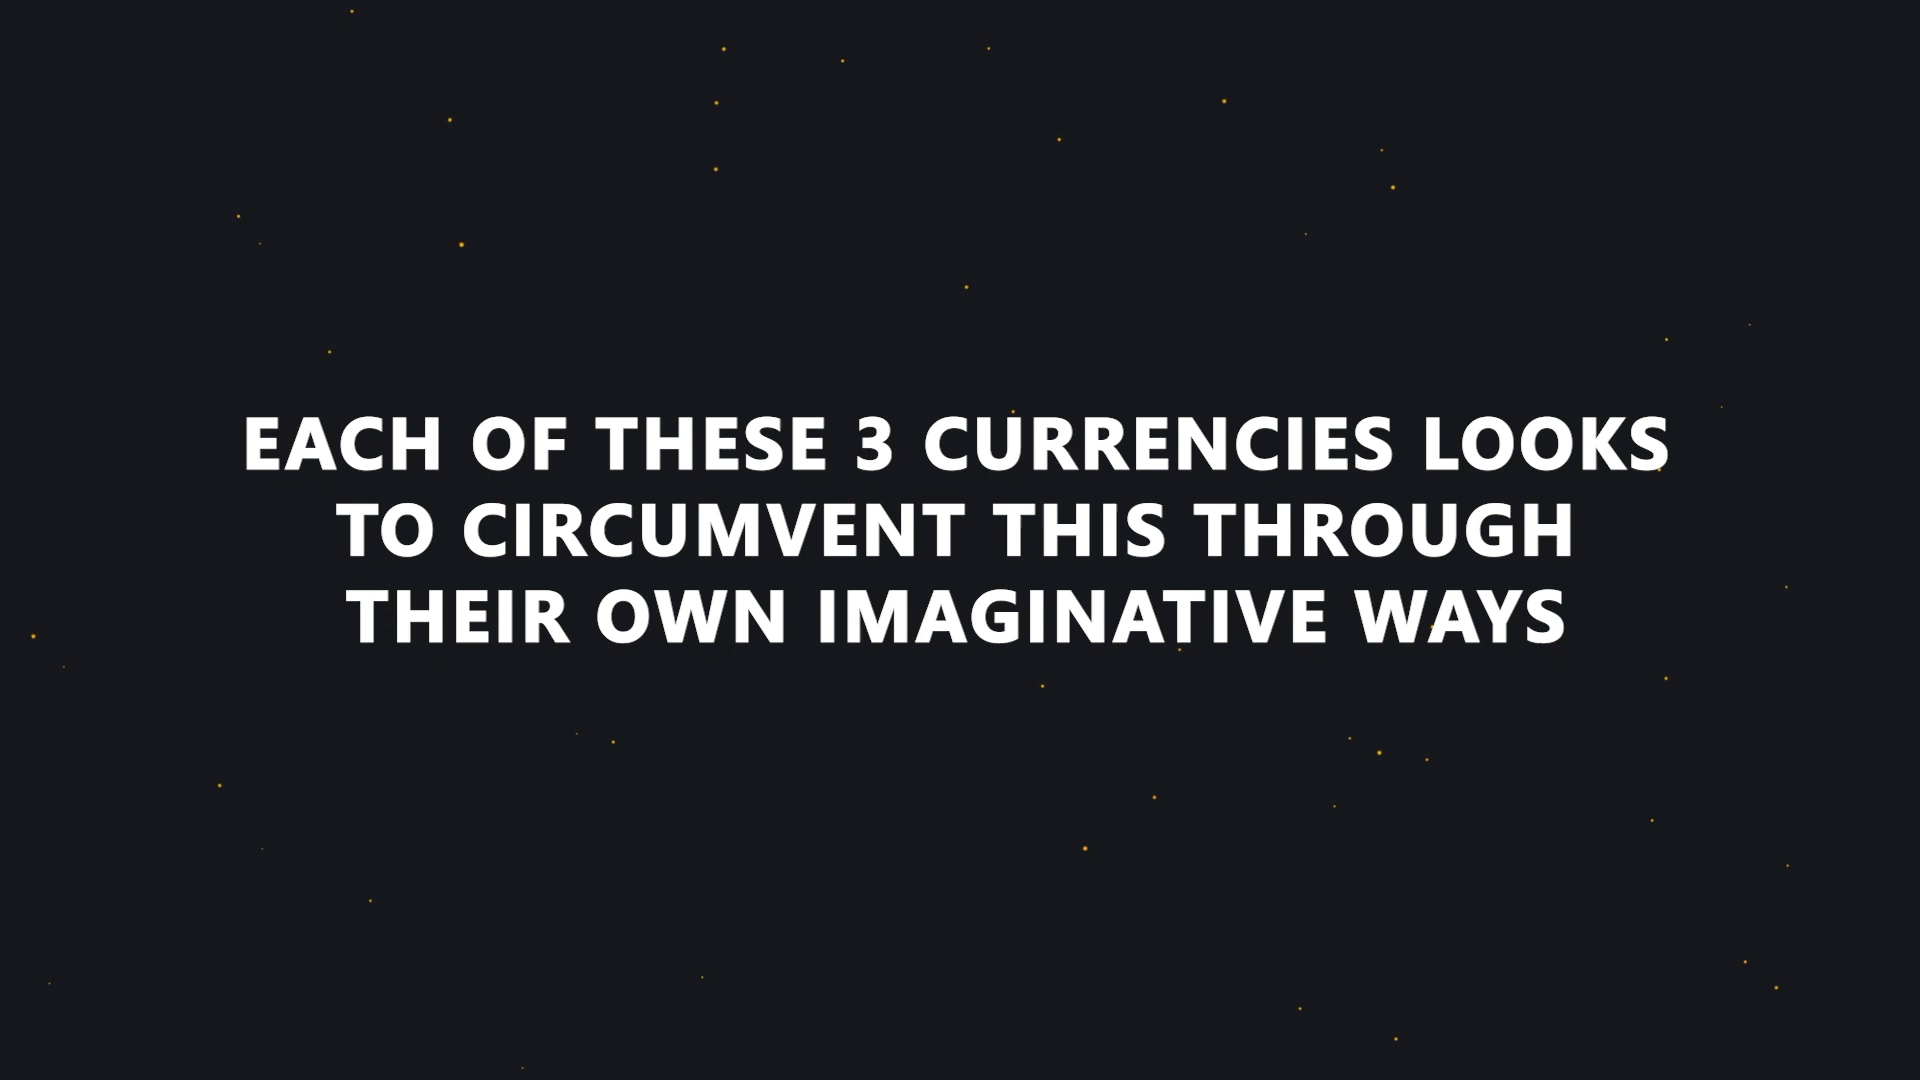 EACH OF THESE 3 CURRENCIES LOOKS
TO CIRCUMVENT THIS THROUGH
THEIR OWN IMAGINATIVE WAYS